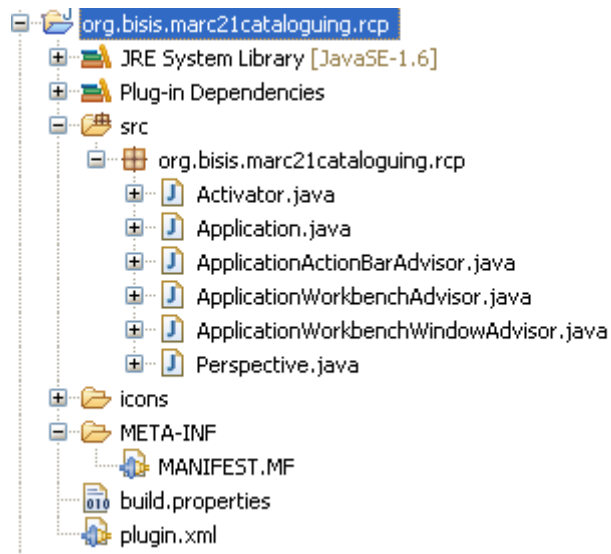 org.bisis.marc21cataloguing.rcp
JRE System Library [JavaSE-1.6]
Plug-in Dependencies
src
org.bisis.marc21cataloguing.rcp
Activator.java
Application.java
ApplicationActionBarAdvisor.java
ApplicationWorkbenchAdvisor.java
ApplicationWorkbenchWindowAdvisor.java
Perspective.java
icons
META-INF
MANIFEST.MF
build.properties
plugin.xml